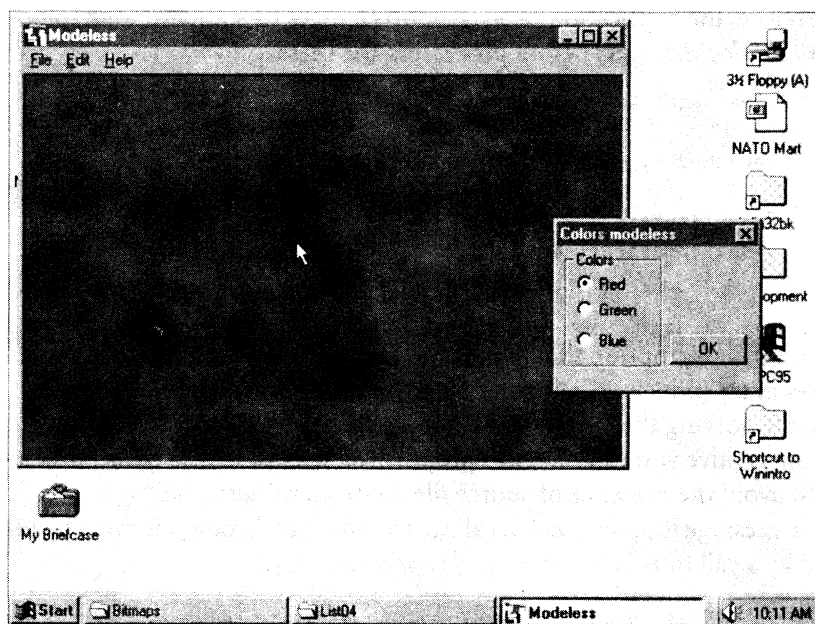 Modeless
File Edit Help
3½ Floppy (A)
NATO Mart
32bk
opment
PC95
Shortcut to
Winintro
Colors modeless
Colors
Red
Green
Blue
OK
My Briefcase
Start
Bitmaps
List04
Modeless
10:11 AM